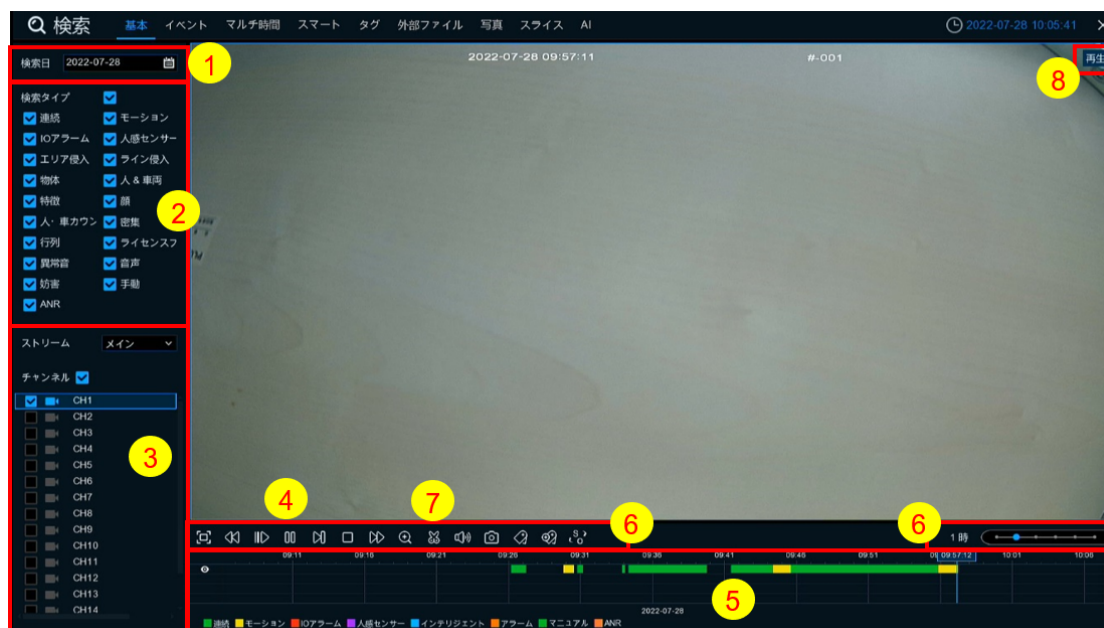 検索 基本 イベント マルチ時間 スマート タグ 外部ファイル 写真 スライス AI 2022-07-28 10:05:41
検索日 2022-07-28
1
2022-07-28 09:57:11 #-001
再生
8
検索タイプ
連続 モーション
IOアラーム 人感センサー
エリア侵入 ライン侵入
物体 人 & 車両
特徴 顔
人・車カウン 密集
行列 ライセンスフ
異常音 音声
妨害 手動
ANR
2
ストリーム メイン
チャンネル
CH1
CH2
CH3
CH4
CH5
CH6
CH7
CH8
CH9
CH10
CH11
CH12
CH13
CH14
3
4
7
6
6
1 時
09:11 09:16 09:21 09:26 09:31 09:36 09:41 09:46 09:51 09:57:12 10:01 10:06
5
2022-07-28
連続 モーション IOアラーム 人感センサー インテリジェント アラーム マニュアル ANR